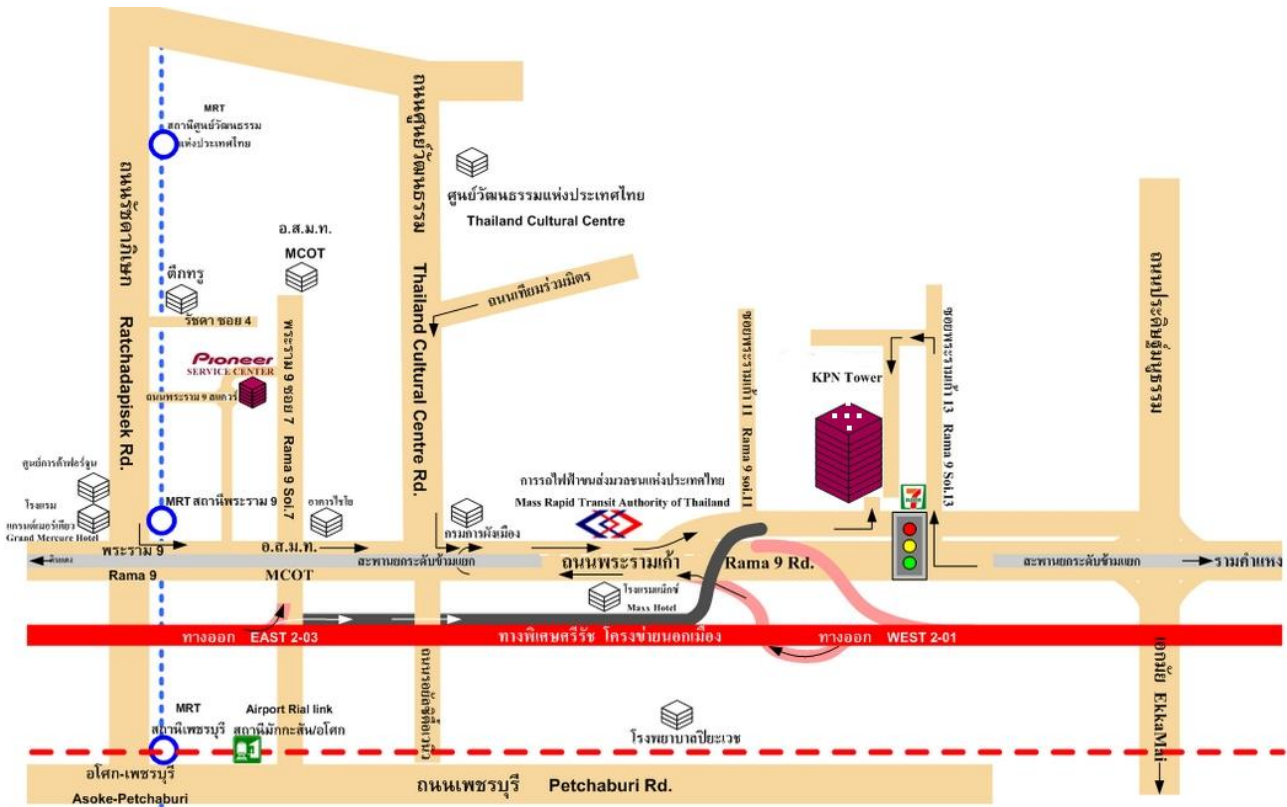 MRT
สถานีศูนย์วัฒนธรรม
แห่งประเทศไทย
ถนนรัชดาภิเษก
Ratchadapisek Rd.
ถนนศูนย์วัฒนธรรม
Thailand Cultural Centre Rd.
ศูนย์วัฒนธรรมแห่งประเทศไทย
Thailand Cultural Centre
อ.ส.ม.ท.
MCOT
ตึกทรู
รัชดา ซอย 4
ถนนเทียมร่วมมิตร
Pioneer
SERVICE CENTER
ถนนพระราม 9 สแควร์
พระราม 9 ซอย 7
Rama 9 Soi.7
ซอยพระรามเก้า 11
Rama 9 soi.11
KPN Tower
ซอยพระรามเก้า 13
Rama 9 Soi.13
ถนนประดิษฐ์มนูธรรม
ศูนย์การค้าฟอร์จูน
โรงแรม
แกรนด์เมอร์เคียว
Grand Mercure Hotel
MRT สถานีพระราม 9
กรมการผังเมือง
การรถไฟฟ้าขนส่งมวลชนแห่งประเทศไทย
Mass Rapid Transit Authority of Thailand
7
ELEVEN
พระราม 9
Rama 9
อ.ส.ม.ท.
MCOT
สะพานยกระดับข้ามแยก
ถนนพระรามเก้า
Rama 9 Rd.
สะพานยกระดับข้ามแยก
รามคำแหง
โรงแรมแม็กซ์
Maxx Hotel
ทางออก EAST 2-03
ทางพิเศษศรีรัช โครงข่ายนอกเมือง
ทางออก WEST 2-01
เอกมัย EkkaMai
MRT
สถานีเพชรบุรี
Airport Rial link
สถานีมักกะสัน/อโศก
โรงพยาบาลปิยะเวช
อโศก-เพชรบุรี
Asoke-Petchaburi
ถนนเพชรบุรี
Petchaburi Rd.